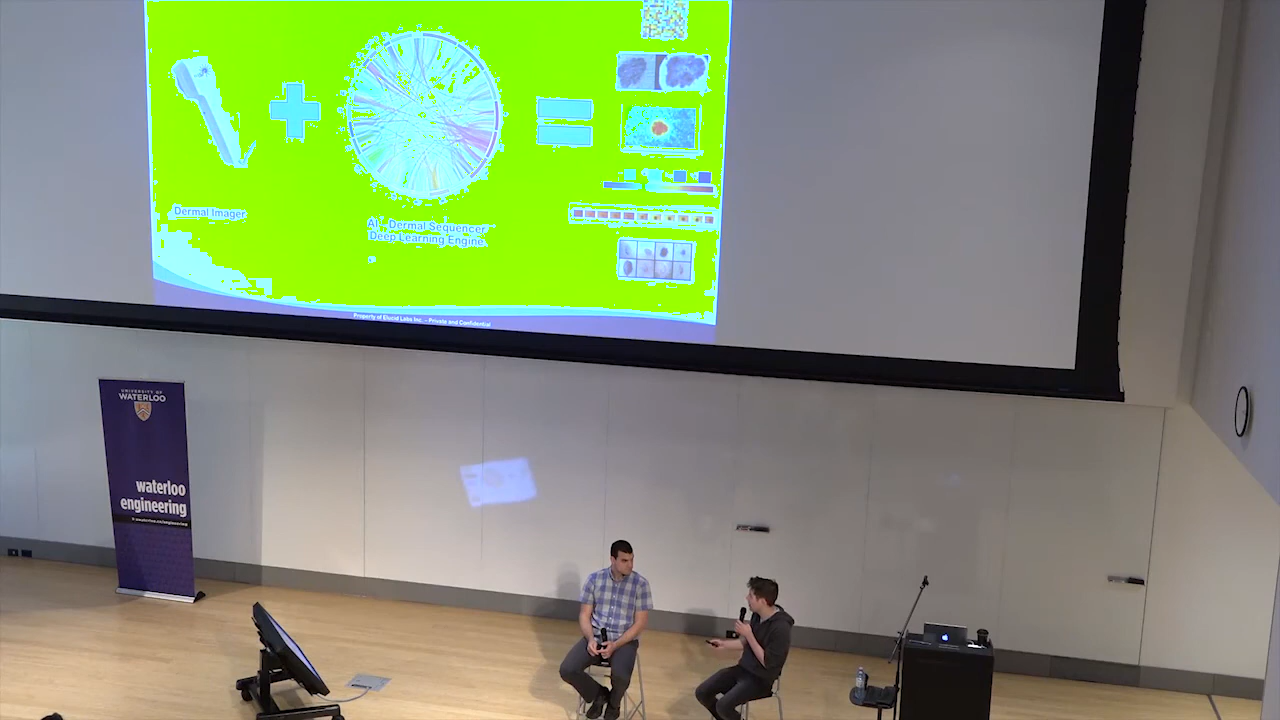 Dermal Imager
AI - Dermal Sequencer
Deep Learning Engine
Property of Elucid Labs Inc. - Private and Confidential
UNIVERSITY OF
WATERLOO
waterloo
engineering